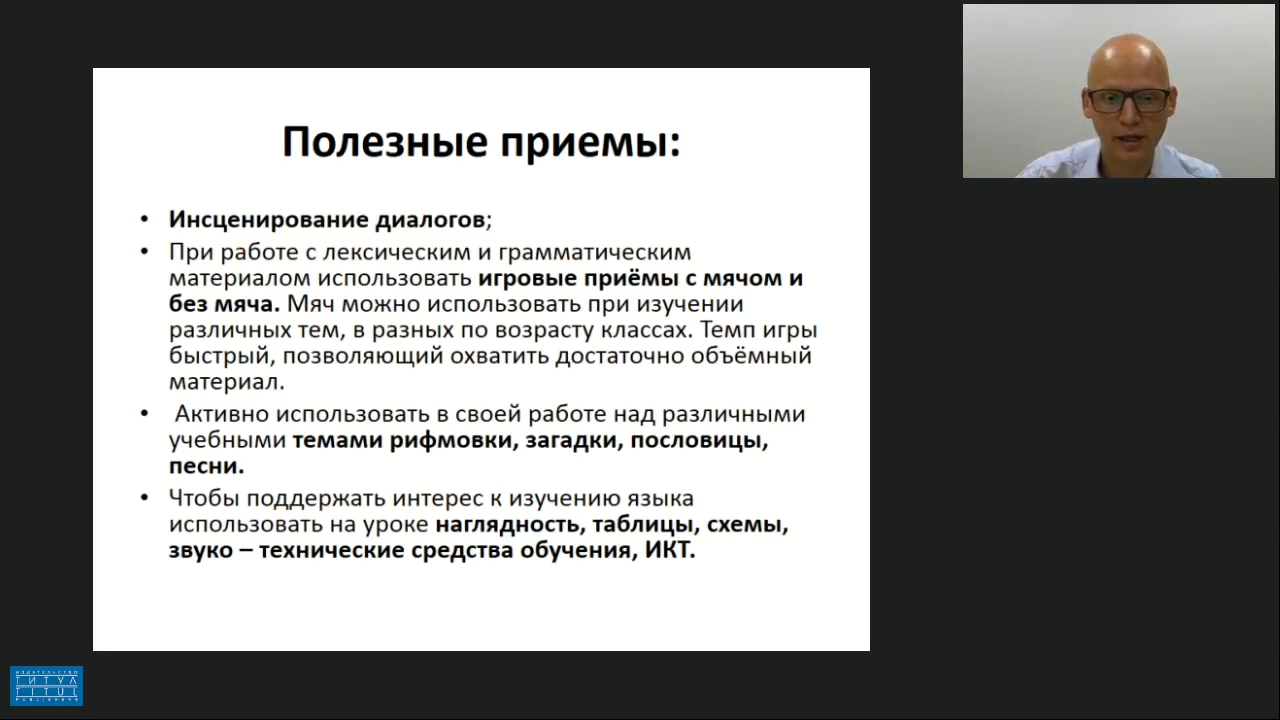 Полезные приемы:
• Инсценирование диалогов;
• При работе с лексическим и грамматическим
материалом использовать игровые приёмы с мячом и
без мяча. Мяч можно использовать при изучении
различных тем, в разных по возрасту классах. Темп игры
быстрый, позволяющий охватить достаточно объёмный
материал.
• Активно использовать в своей работе над различными
учебными темами рифмовки, загадки, пословицы,
песни.
• Чтобы поддержать интерес к изучению языка
использовать на уроке наглядность, таблицы, схемы,
звуко – технические средства обучения, ИКТ.
ИЗДАТЕЛЬСТВО
ТИТУЛ
TITUL
PUBLISHERS